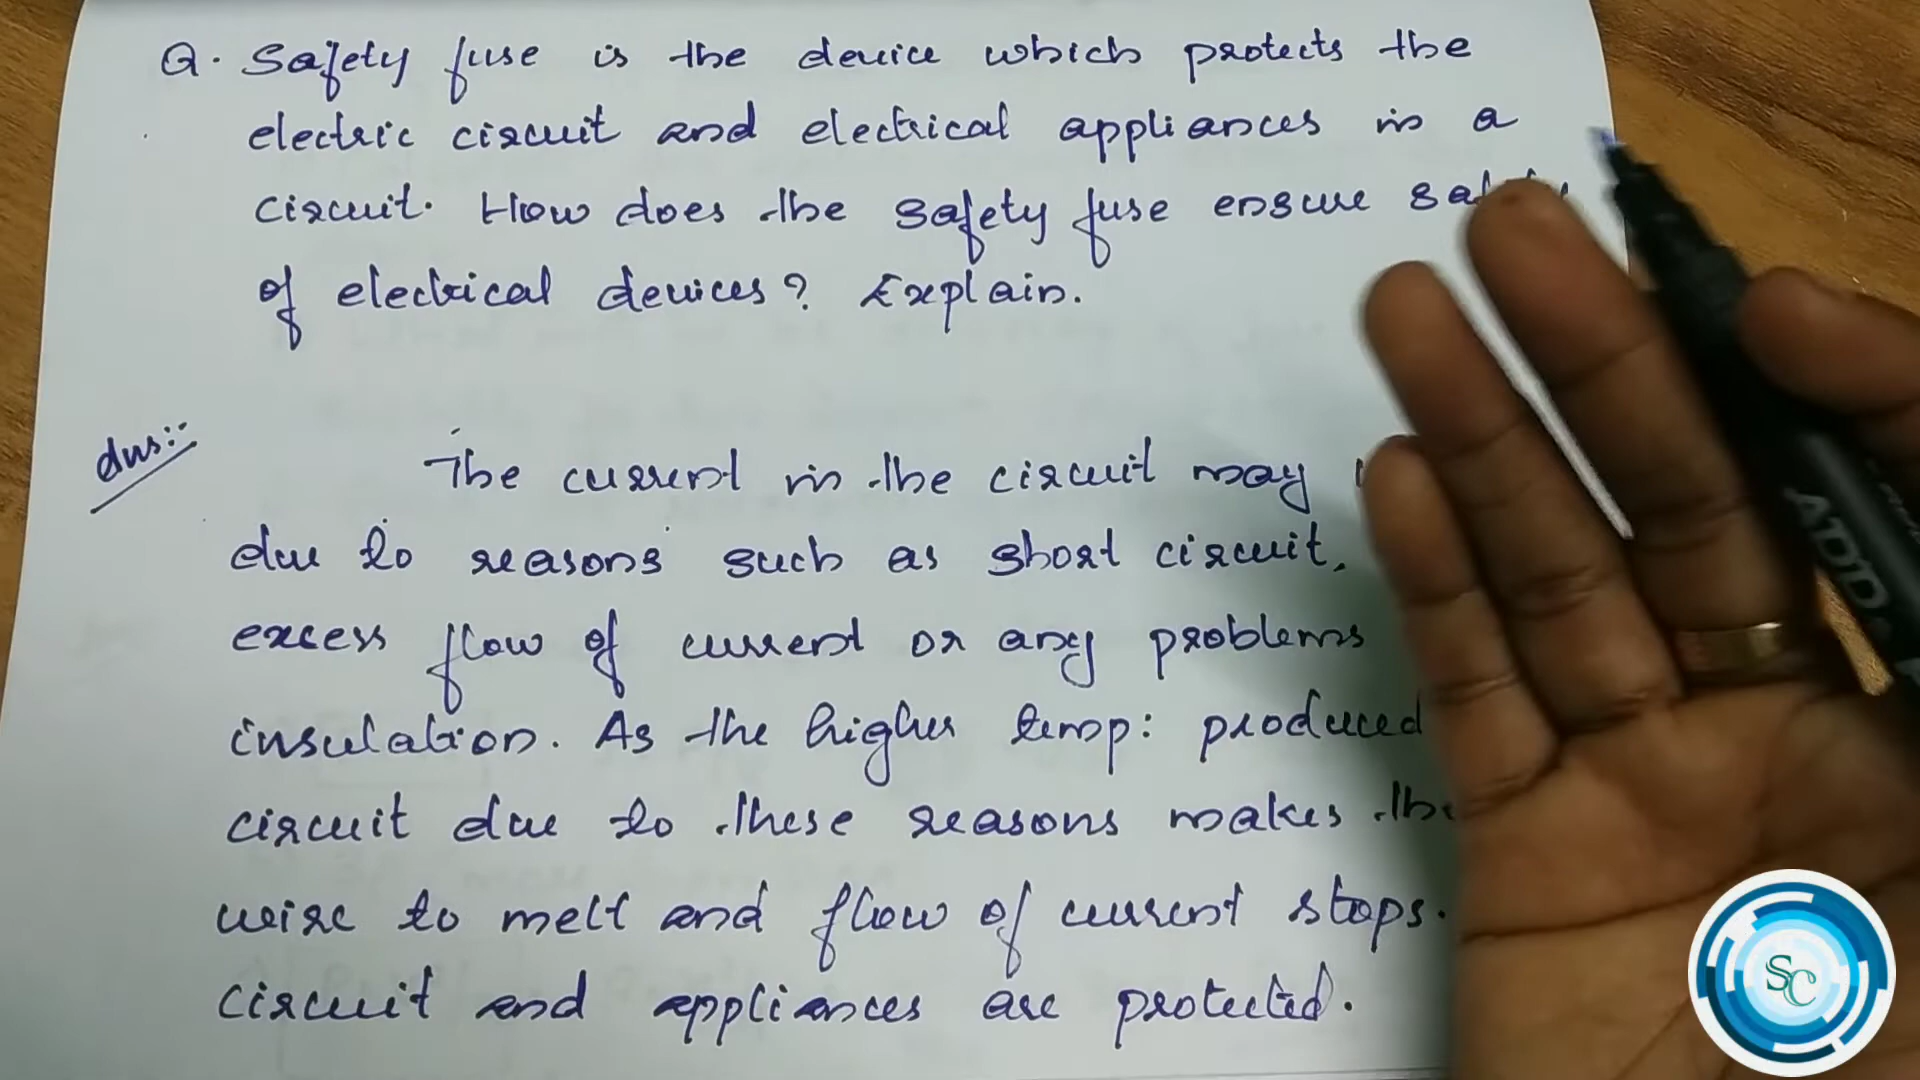 Q. Safety fuse is the device which protects the
electric circuit and electrical appliances in a
circuit. How does the safety fuse ensure
of electrical devices? Explain.
Ans:-
The current in the circuit may
due to reasons such as short circuit,
excess flow of current or any problems
insulation. As the higher temp: produced
circuit due to these reasons makes the
wire to melt and flow of current stops.
circuit and appliances are protected.
ADD
SC